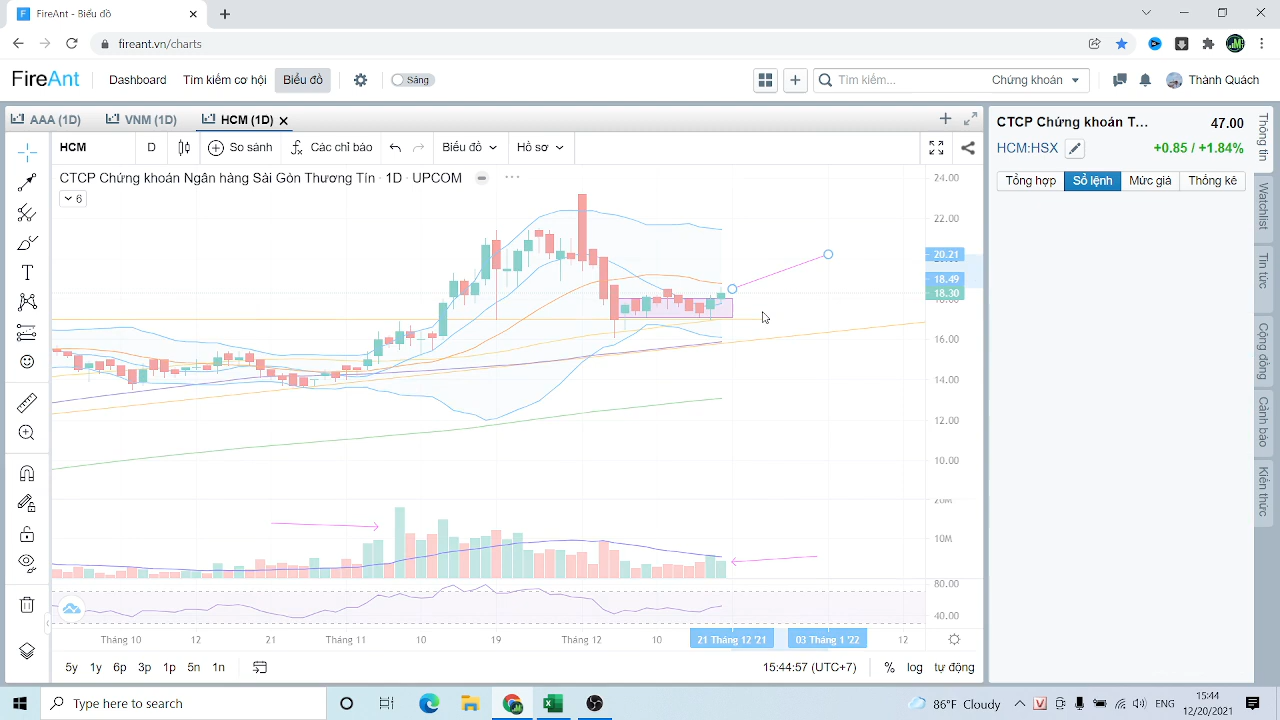 FireAnt - Biểu đồ
fireant.vn/charts
FireAnt
Dashboard
Tìm kiếm cơ hội
Biểu đồ
Sáng
Tìm kiếm...
Chứng khoán
Thành Quách
AAA (1D)
VNM (1D)
HCM (1D)
HCM
D
So sánh
Các chỉ báo
Biểu đồ
Hồ sơ
CTCP Chứng khoán Ngân hàng Sài Gòn Thương Tín · 1D · UPCOM
6
24.00
22.00
20.21
18.49
18.30
16.00
14.00
12.00
10.00
20M
10M
80.00
40.00
Tháng 10
12
21
Tháng 11
10
19
Tháng 12
10
21 Tháng 12 '21
03 Tháng 1 '22
12
5y
1y
6p
3p
1p
5n
1n
15:44:57 (UTC+7)
%
log
tự động
CTCP Chứng khoán T...
47.00
HCM:HSX
+0.85 / +1.84%
Tổng hợp
Sổ lệnh
Mức giá
Thống kê
Thông tin
Watchlist
Tin tức
Cộng đồng
Cảnh báo
Kiến thức
Type here to search
86°F Cloudy
ENG
15:44
12/20/2021